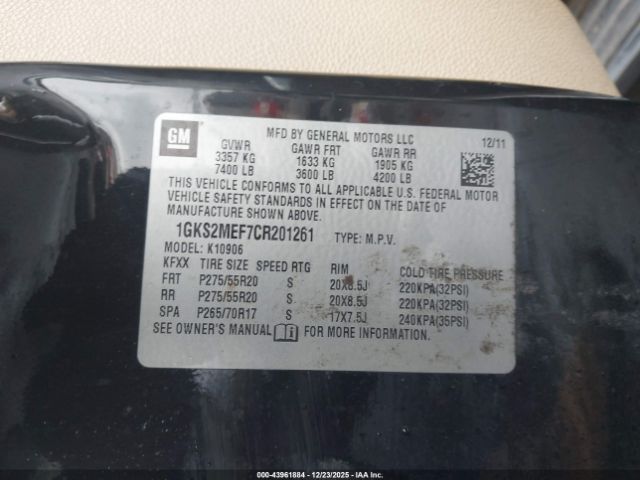 GM
MFD BY GENERAL MOTORS LLC 12/11
GVWR GAWR FRT GAWR RR
3357 KG 1633 KG 1905 KG
7400 LB 3600 LB 4200 LB
THIS VEHICLE CONFORMS TO ALL APPLICABLE U.S. FEDERAL MOTOR
VEHICLE SAFETY STANDARDS IN EFFECT ON THE DATE OF
MANUFACTURE SHOWN ABOVE.
1GKS2MEF7CR201261 TYPE: M.P.V.
MODEL: K10906
KFXX TIRE SIZE SPEED RTG RIM COLD TIRE PRESSURE
FRT P275/55R20 S 20X8.5J 220KPA(32PSI)
RR P275/55R20 S 20X8.5J 220KPA(32PSI)
SPA P265/70R17 S 17X7.5J 240KPA(35PSI)
SEE OWNER'S MANUAL FOR MORE INFORMATION.
© Owner-43961884 | 12/23/2025 | IAAI.COM